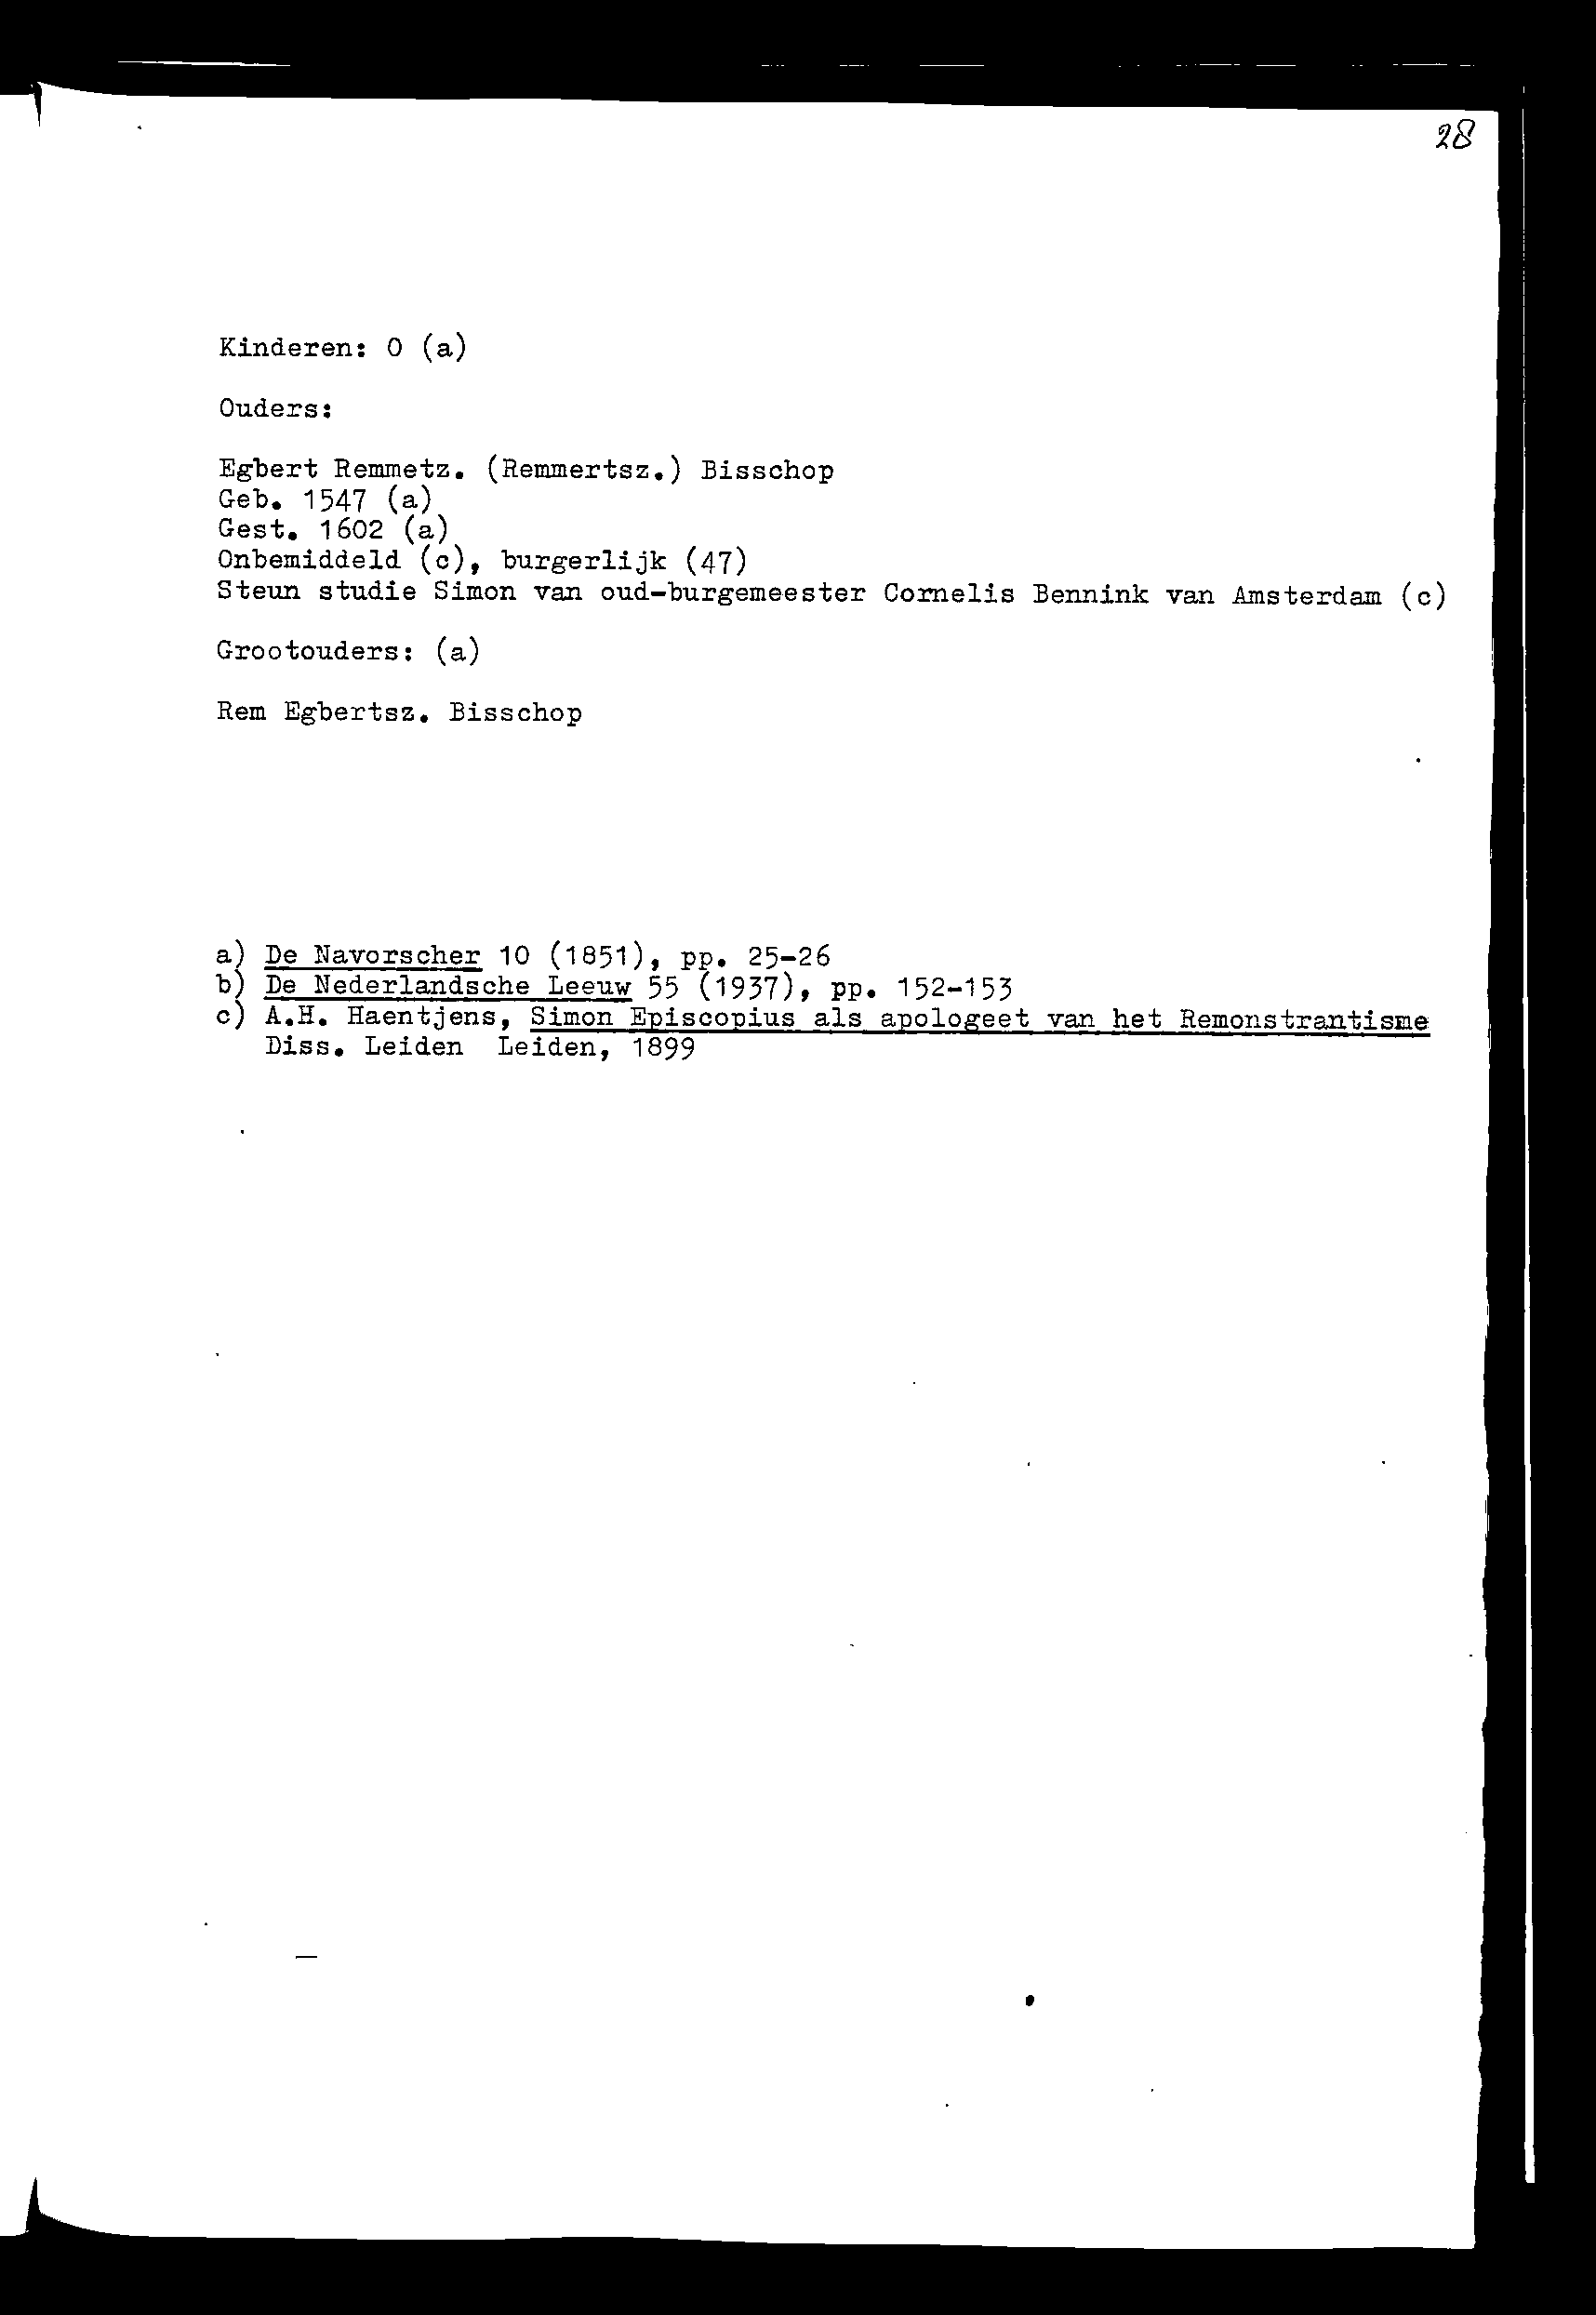 28
Kinderen: 0 (a)
Ouders:
Egbert Remmetz. (Remmertsz.) Bisschop
Geb. 1547 (a)
Gest. 1602 (a)
Onbemiddeld (c), burgerlijk (47)
Steun studie Simon van oud-burgemeester Cornelis Bennink van Amsterdam (c)
Grootouders: (a)
Rem Egbertsz. Bisschop
a) De Navorscher 10 (1851), pp. 25-26
b) De Nederlandsche Leeuw 55 (1937), pp. 152-153
c) A.H. Haentjens, Simon Episcopius als apologeet van het Remonstrantisme
Diss. Leiden Leiden, 1899